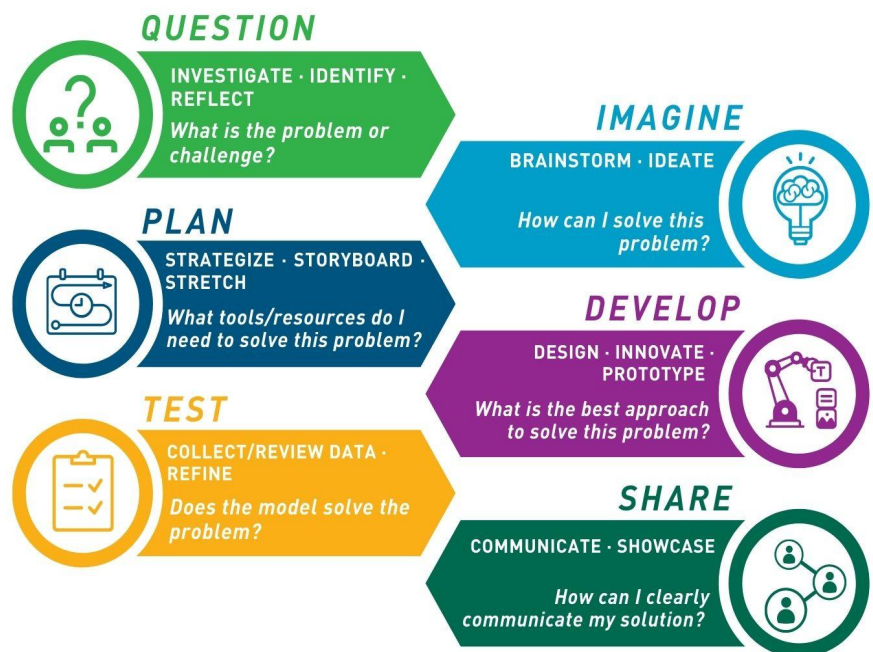 QUESTION
INVESTIGATE · IDENTIFY ·
REFLECT
What is the problem or
challenge?
IMAGINE
BRAINSTORM · IDEATE
How can I solve this
problem?
PLAN
STRATEGIZE · STORYBOARD ·
STRETCH
What tools/resources do I
need to solve this problem?
DEVELOP
DESIGN · INNOVATE ·
PROTOTYPE
What is the best approach
to solve this problem?
T
TEST
COLLECT/REVIEW DATA ·
REFINE
Does the model solve the
problem?
SHARE
COMMUNICATE · SHOWCASE
How can I clearly
communicate my solution?